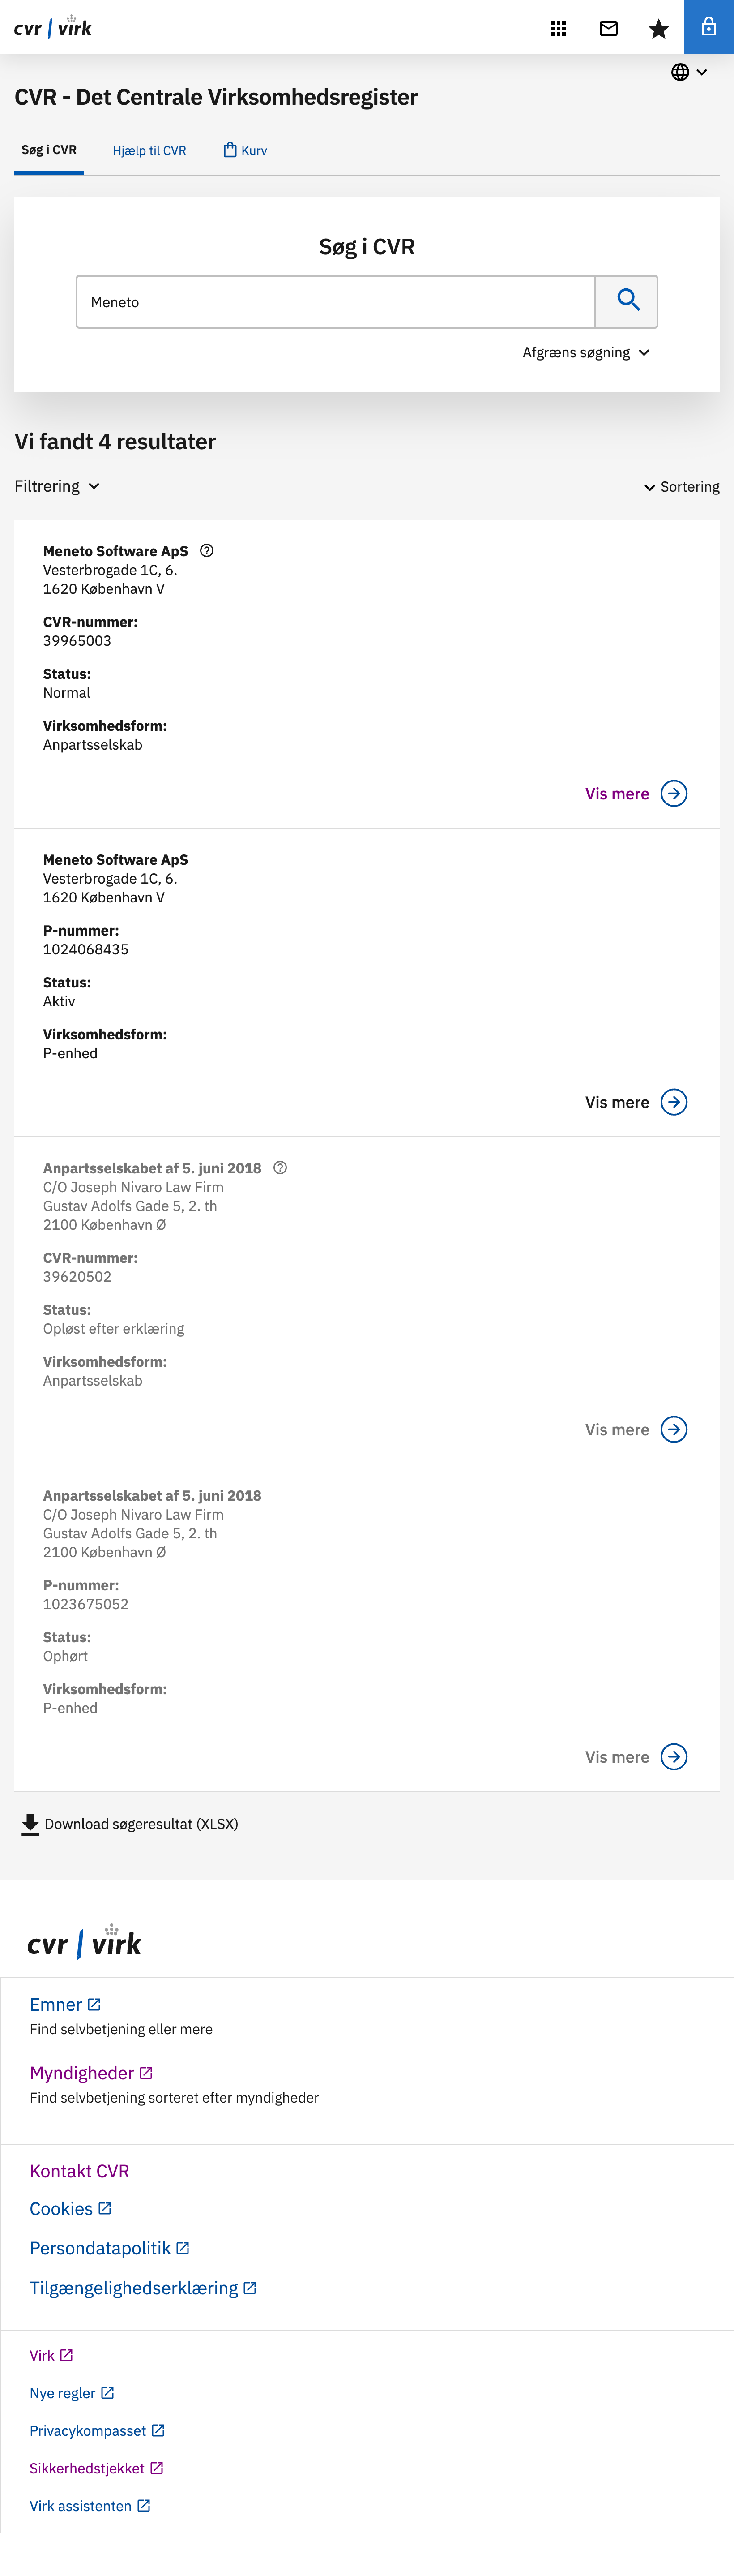 cvr | virk
CVR - Det Centrale Virksomhedsregister
Søg i CVR
Hjælp til CVR
Kurv
Søg i CVR
Meneto
Afgræns søgning
Vi fandt 4 resultater
Filtrering
Sortering
Meneto Software ApS
Vesterbrogade 1C, 6.
1620 København V
CVR-nummer:
39965003
Status:
Normal
Virksomhedsform:
Anpartsselskab
Vis mere
Meneto Software ApS
Vesterbrogade 1C, 6.
1620 København V
P-nummer:
1024068435
Status:
Aktiv
Virksomhedsform:
P-enhed
Vis mere
Anpartsselskabet af 5. juni 2018
C/O Joseph Nivaro Law Firm
Gustav Adolfs Gade 5, 2. th
2100 København Ø
CVR-nummer:
39620502
Status:
Opløst efter erklæring
Virksomhedsform:
Anpartsselskab
Vis mere
Anpartsselskabet af 5. juni 2018
C/O Joseph Nivaro Law Firm
Gustav Adolfs Gade 5, 2. th
2100 København Ø
P-nummer:
1023675052
Status:
Ophørt
Virksomhedsform:
P-enhed
Vis mere
Download søgeresultat (XLSX)
cvr | virk
Emner
Find selvbetjening eller mere
Myndigheder
Find selvbetjening sorteret efter myndigheder
Kontakt CVR
Cookies
Persondatapolitik
Tilgængelighedserklæring
Virk
Nye regler
Privacykompasset
Sikkerhedstjekket
Virk assistenten